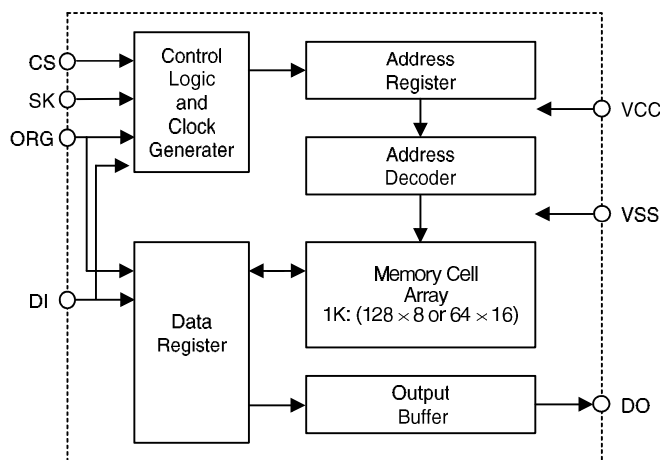 CS
SK
ORG
DI
Control
Logic
and
Clock
Generater
Address
Register
Address
Decoder
VCC
VSS
Data
Register
Memory Cell
Array
1K: (128 × 8 or 64 × 16)
Output
Buffer
DO